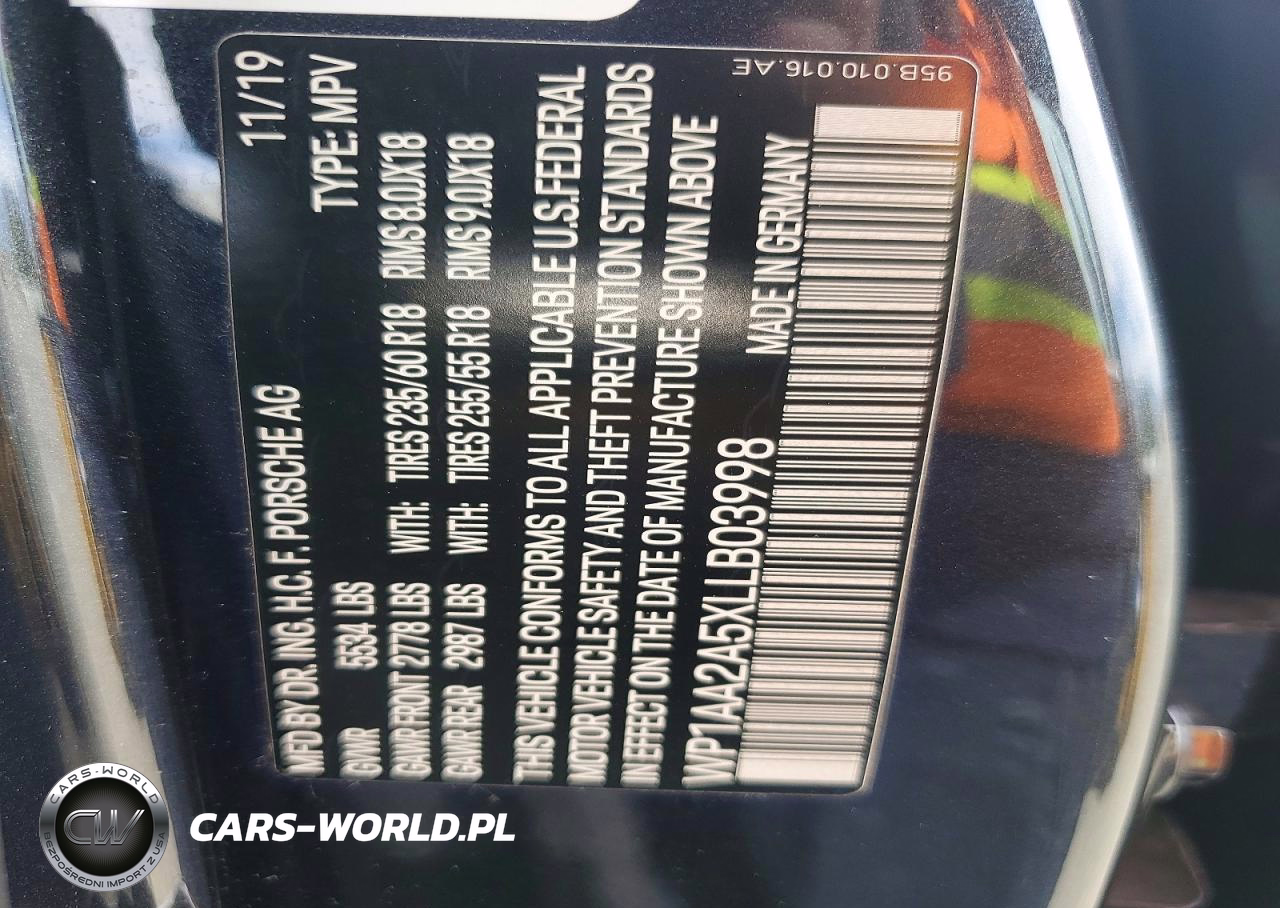 MFD BY DR. ING. H.C. F. PORSCHE AG 11/19
GVWR 5534 LBS TYPE: MPV
GAWR FRONT 2778 LBS WITH: TIRES 235/60 R18 RIMS 8.0JX18
GAWR REAR 2987 LBS WITH: TIRES 255/55 R18 RIMS 9.0JX18
THIS VEHICLE CONFORMS TO ALL APPLICABLE U.S. FEDERAL
MOTOR VEHICLE SAFETY AND THEFT PREVENTION STANDARDS
IN EFFECT ON THE DATE OF MANUFACTURE SHOWN ABOVE
WP1AA2A5XLLB03998 MADE IN GERMANY
95B.010.016.AE
CARS-WORLD
CW
BEZPOŚREDNI IMPORT Z USA
CARS-WORLD.PL